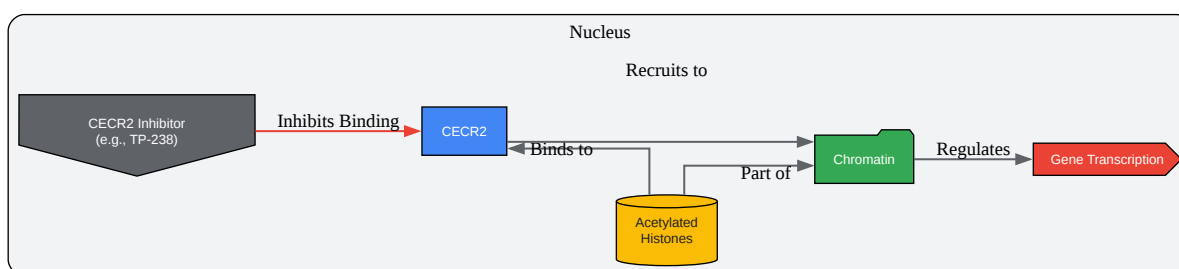 Nucleus
Recruits to
CECR2 Inhibitor
(e.g., TP-238)
Inhibits Binding
CECR2
Binds to
Part of
Chromatin
Regulates
Gene Transcription
Acetylated
Histones